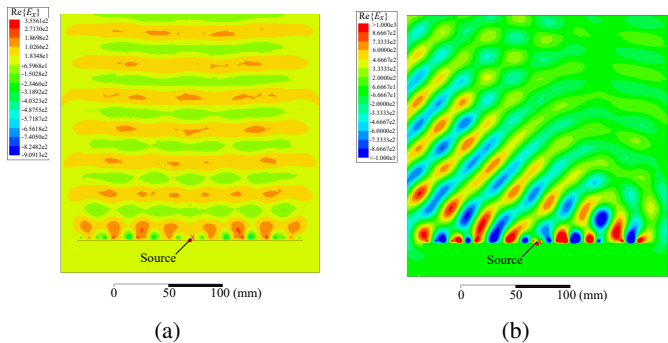 Re{Ex}
3.5561e2
2.7130e2
1.8698e2
1.0266e2
1.8348e1
-6.5968e1
-1.5028e2
-2.3460e2
-3.1892e2
-4.0323e2
-4.8755e2
-5.7187e2
-6.5618e2
-7.4050e2
-8.2482e2
-9.0913e2
Source
0 50 100 (mm)
(a)
Re{Ex}
>1.000e3
8.6667e2
7.3333e2
6.0000e2
4.6667e2
3.3333e2
2.0000e2
6.6667e1
-6.6667e1
-2.0000e2
-3.3333e2
-4.6667e2
-6.0000e2
-7.3333e2
-8.6667e2
<-1.000e3
Source
0 50 100 (mm)
(b)